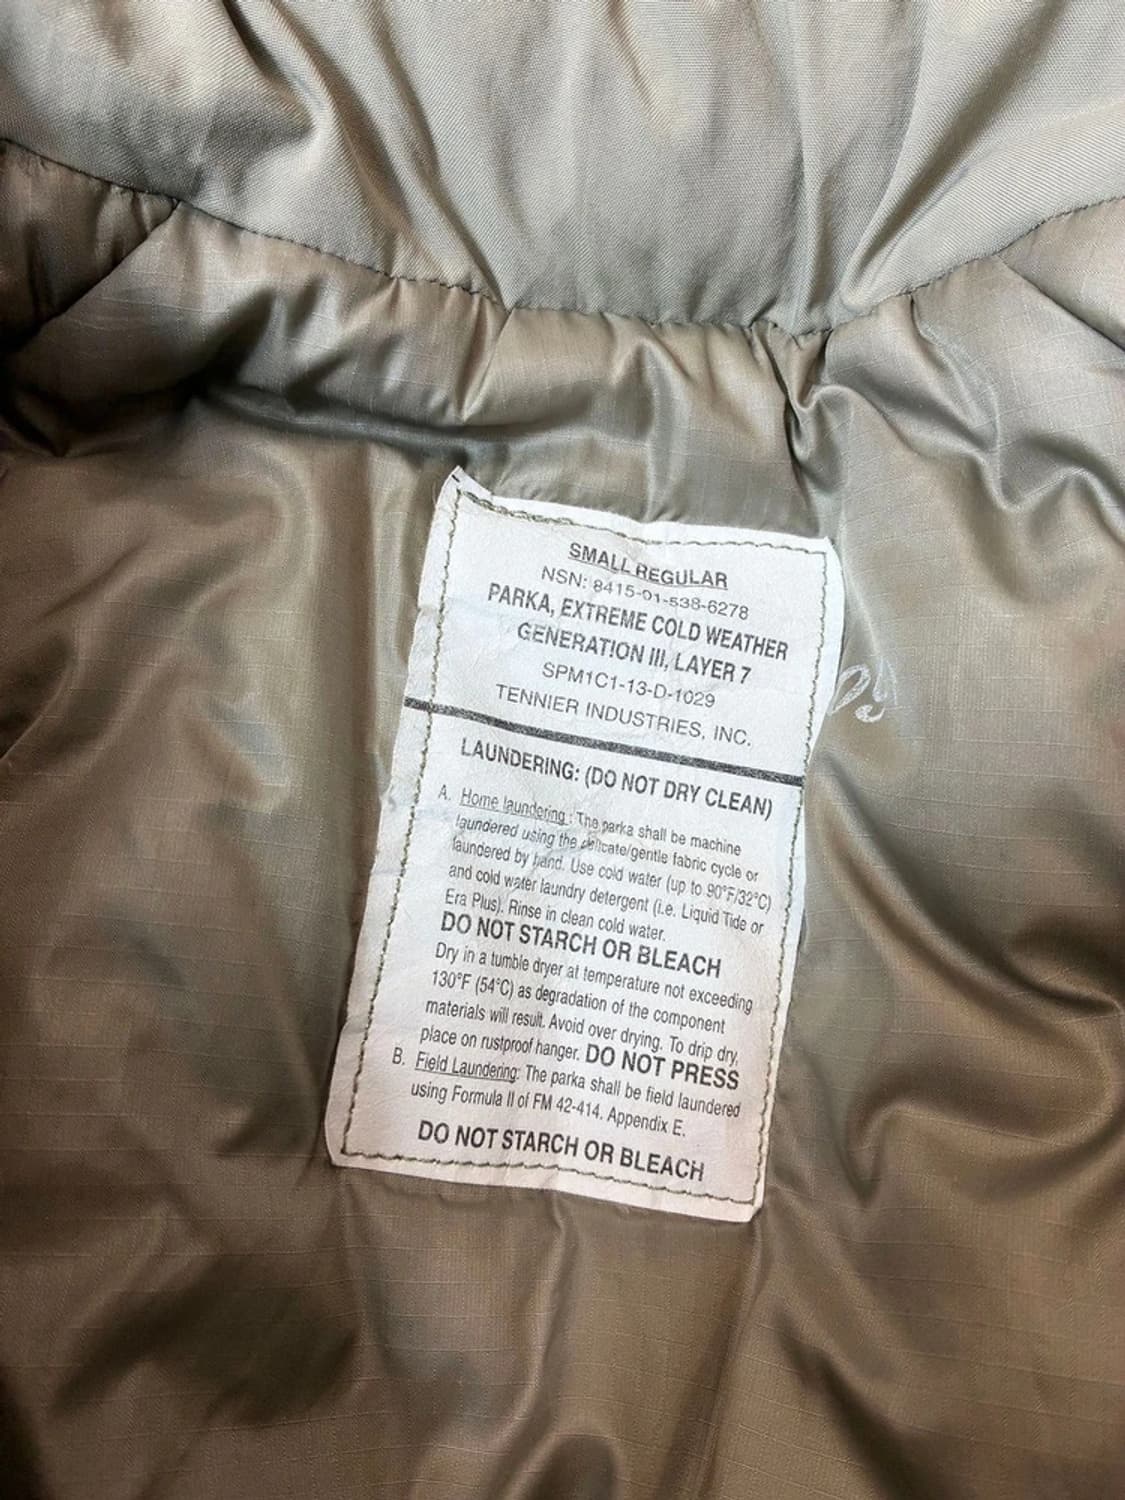 SMALL REGULAR
NSN: 8415-01-538-6278
PARKA, EXTREME COLD WEATHER
GENERATION III, LAYER 7
SPM1C1-13-D-1029
TENNIER INDUSTRIES, INC.
LAUNDERING: (DO NOT DRY CLEAN)
A. Home laundering : The parka shall be machine
laundered using the delicate/gentle fabric cycle or
laundered by hand. Use cold water (up to 90°F/32°C)
and cold water laundry detergent (i.e. Liquid Tide or
Era Plus). Rinse in clean cold water.
DO NOT STARCH OR BLEACH
Dry in a tumble dryer at temperature not exceeding
130°F (54°C) as degradation of the component
materials will result. Avoid over drying. To drip dry,
place on rustproof hanger. DO NOT PRESS
B. Field Laundering: The parka shall be field laundered
using Formula II of FM 42-414. Appendix E.
DO NOT STARCH OR BLEACH